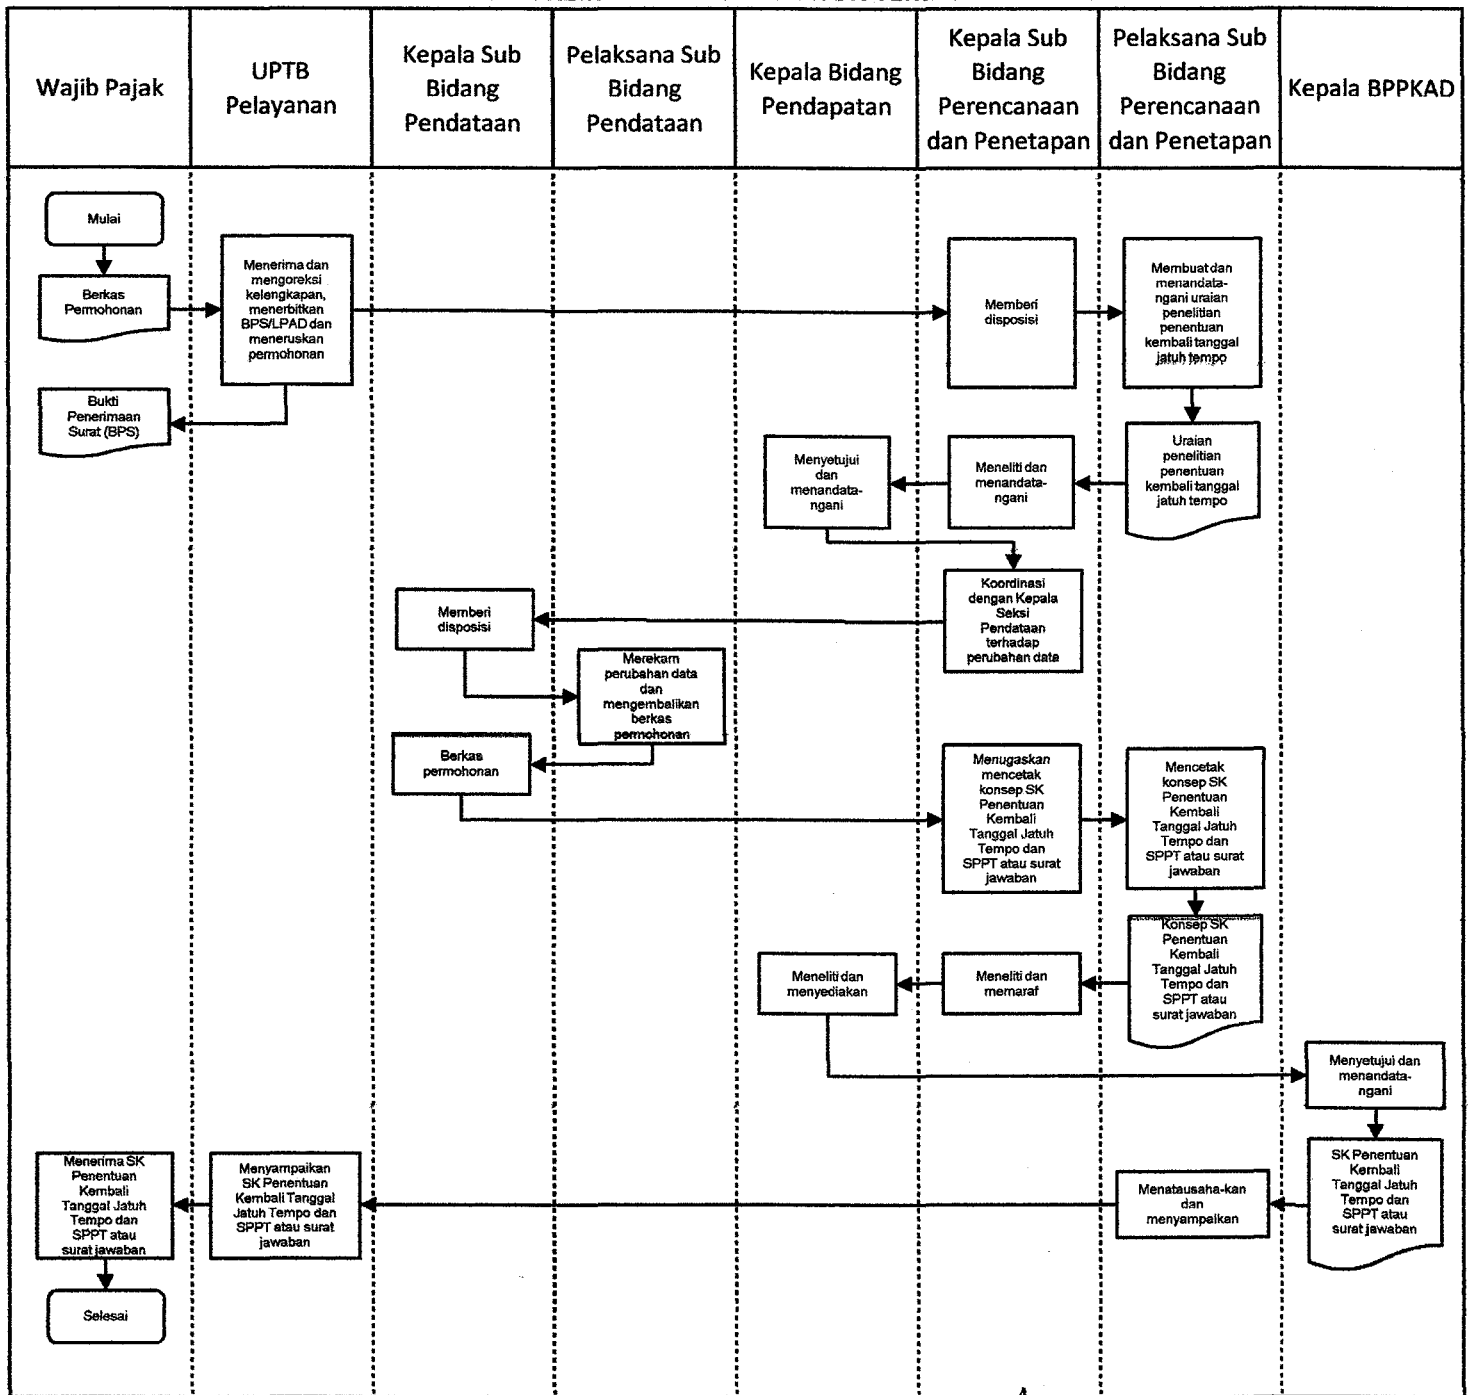 Wajib Pajak
UPTB
Pelayanan
Kepala Sub
Bidang
Pendataan
Pelaksana Sub
Bidang
Pendataan
Kepala Bidang
Pendapatan
Kepala Sub
Bidang
Perencanaan
dan Penetapan
Pelaksana Sub
Bidang
Perencanaan
dan Penetapan
Kepala BPPKAD
Mulai
Berkas
Permohonan
Menerima dan
mengoreksi
kelengkapan,
menerbitkan
BPS/LPAD dan
meneruskan
permohonan
Memberi
disposisi
Membuat dan
menandata-
ngani uraian
penelitian
penentuan
kembali tanggal
jatuh tempo
Bukti
Penerimaan
Surat (BPS)
Uraian
penelitian
penentuan
kembali tanggal
jatuh tempo
Meneliti dan
menandata-
ngani
Menyetujui
dan
menandata-
ngani
Koordinasi
dengan Kepala
Seksi
Pendataan
terhadap
perubahan data
Memberi
disposisi
Merekam
perubahan data
dan
mengembalikan
berkas
permohonan
Berkas
permohonan
Menugaskan
mencetak
konsep SK
Penentuan
Kembali
Tanggal Jatuh
Tempo dan
SPPT atau surat
jawaban
Mencetak
konsep SK
Penentuan
Kembali
Tanggal Jatuh
Tempo dan
SPPT atau surat
jawaban
Konsep SK
Penentuan
Kembali
Tanggal Jatuh
Tempo dan
SPPT atau
surat jawaban
Meneliti dan
memaraf
Meneliti dan
menyediakan
Menyetujui dan
menandata-
ngani
SK Penentuan
Kembali
Tanggal Jatuh
Tempo dan
SPPT atau
surat jawaban
Menatausaha-kan
dan
menyampaikan
Menyampaikan
SK Penentuan
Kembali Tanggal
Jatuh Tempo dan
SPPT atau surat
jawaban
Menerima SK
Penentuan
Kembali
Tanggal Jatuh
Tempo dan
SPPT atau
surat jawaban
Selesai